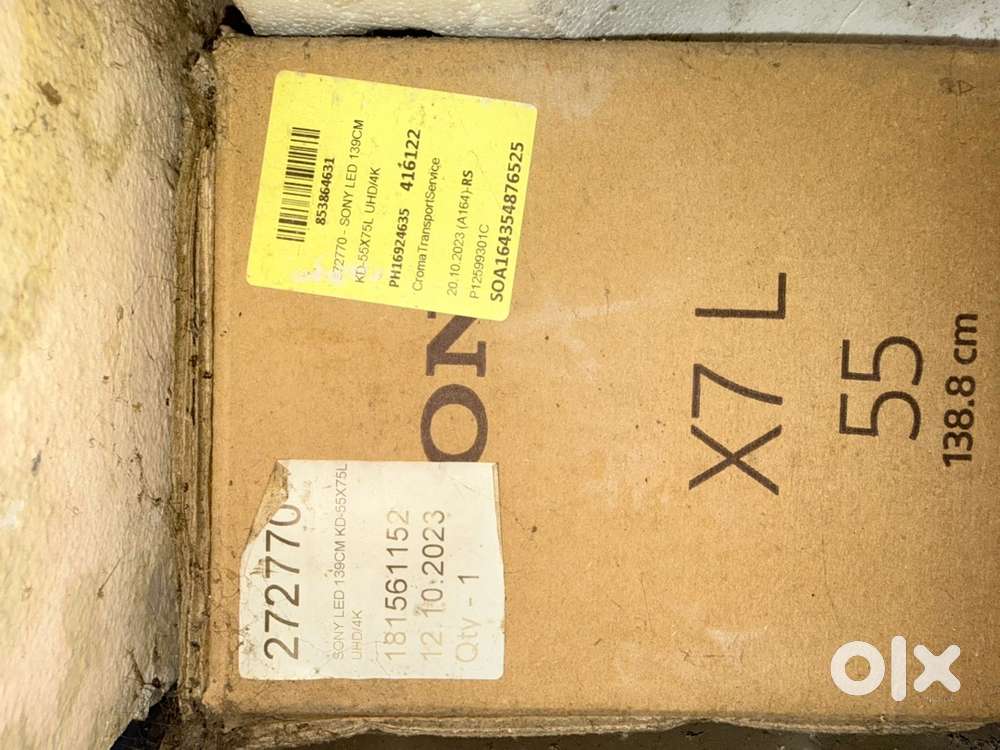 853864631
272770 - SONY LED 139CM
KD-55X75L UHD/4K
PH16924635 416122
CromaTransportService
20.10.2023 (A164)-RS
P12599301C
SOA164354876525
ON
X7 L
55
138.8 cm
272770
SONY LED 139CM KD-55X75L
UHD/4K
181561152
12.10.2023
Qty - 1
olx